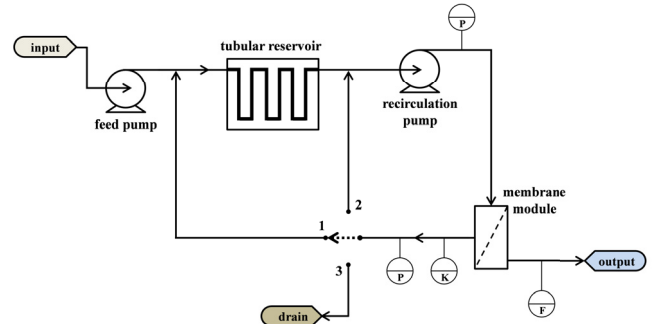 P
input
tubular reservoir
feed pump
recirculation
pump
membrane
module
2
1
3
P
K
output
F
drain